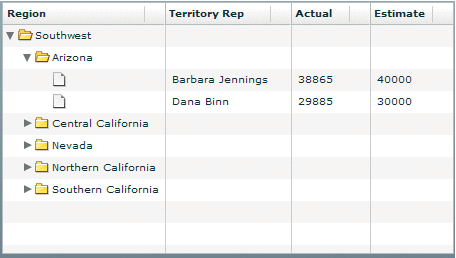 Region Territory Rep Actual Estimate
Southwest
Arizona
Barbara Jennings 38865 40000
Dana Binn 29885 30000
Central California
Nevada
Northern California
Southern California